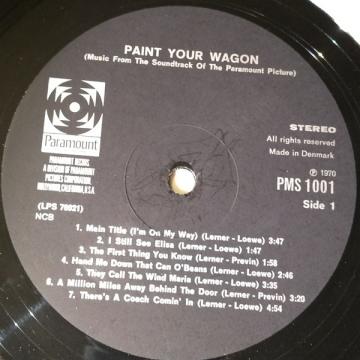 PAINT YOUR WAGON
(Music From The Soundtrack Of The Paramount Picture)
Paramount
PARAMOUNT RECORDS
A DIVISION OF PARAMOUNT
PICTURES CORPORATION,
HOLLYWOOD, CALIFORNIA, U.S.A.
STEREO
All rights reserved
Made in Denmark
℗ 1970
PMS 1001
Side 1
(LPS 70021)
NCB
1. Main Title (I'm On My Way) (Lerner - Loewe) 3:47
2. I Still See Elisa (Lerner - Loewe) 2:11
3. The First Thing You Know (Lerner - Previn) 1:58
4. Hand Me Down That Can O'Beans (Lerner - Loewe) 4:26
5. They Call The Wind Maria (Lerner - Loewe) 3:35
6. A Million Miles Away Behind The Door (Lerner - Previn) 3:20
7. There's A Coach Comin' In (Lerner - Loewe) 4:54